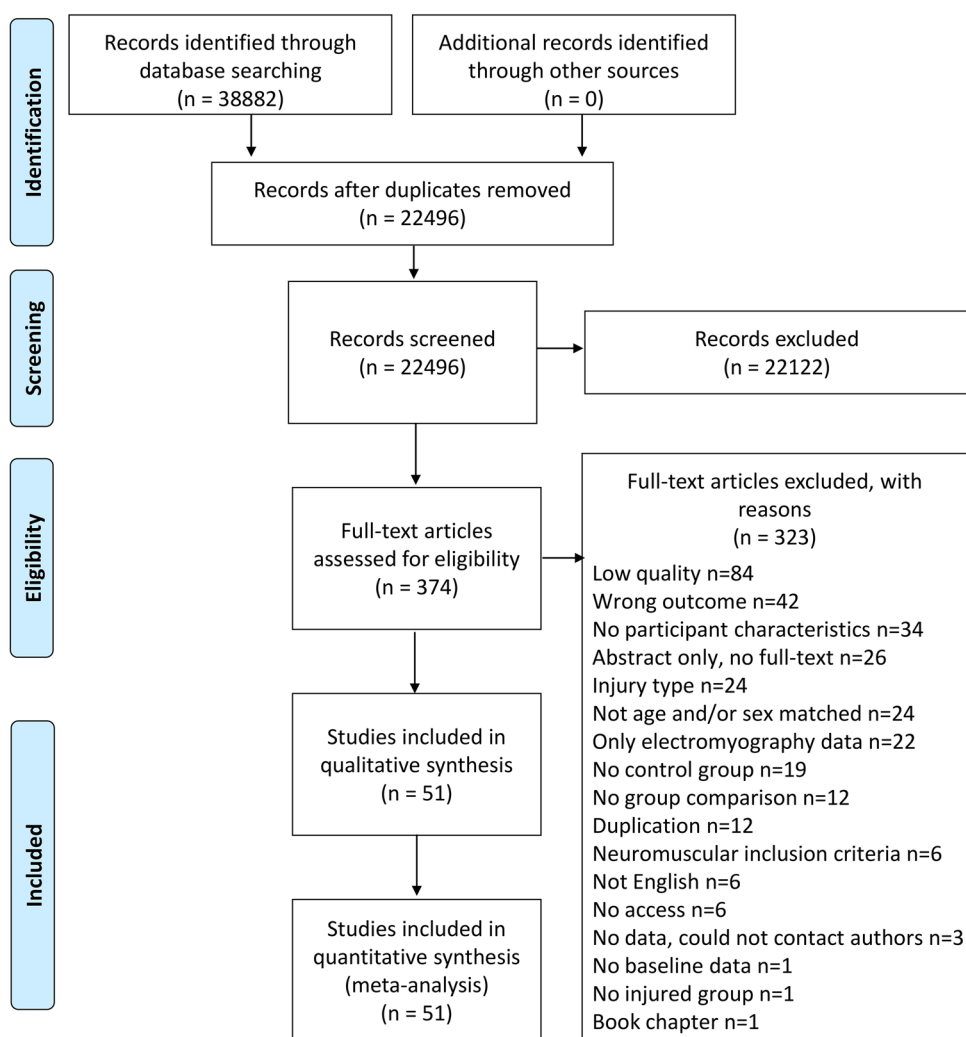 Identification
Records identified through
database searching
(n = 38882)
Additional records identified
through other sources
(n = 0)
Records after duplicates removed
(n = 22496)
Screening
Records screened
(n = 22496)
Records excluded
(n = 22122)
Eligibility
Full-text articles
assessed for eligibility
(n = 374)
Full-text articles excluded, with
reasons
(n = 323)
Low quality n=84
Wrong outcome n=42
No participant characteristics n=34
Abstract only, no full-text n=26
Injury type n=24
Not age and/or sex matched n=24
Only electromyography data n=22
No control group n=19
No group comparison n=12
Duplication n=12
Neuromuscular inclusion criteria n=6
Not English n=6
No access n=6
No data, could not contact authors n=3
No baseline data n=1
No injured group n=1
Book chapter n=1
Included
Studies included in
qualitative synthesis
(n = 51)
Studies included in
quantitative synthesis
(meta-analysis)
(n = 51)